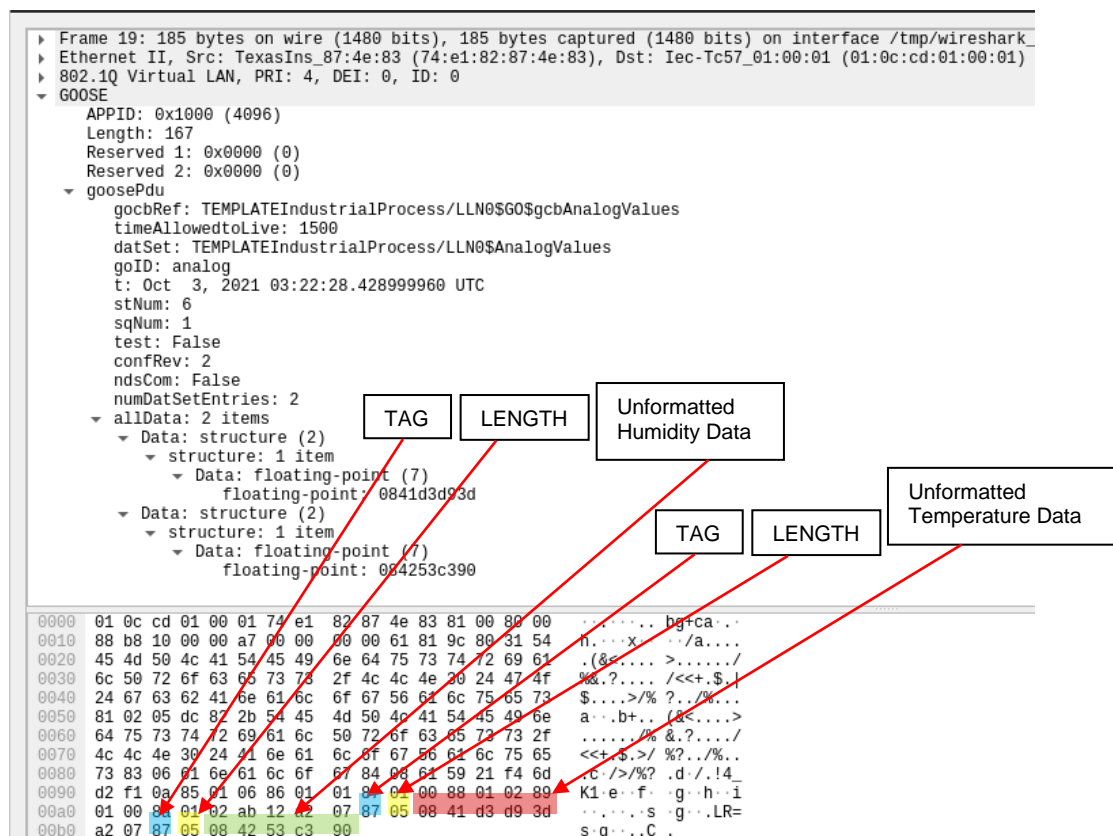 Frame 19: 185 bytes on wire (1480 bits), 185 bytes captured (1480 bits) on interface /tmp/wireshark_
Ethernet II, Src: TexasIns_87:4e:83 (74:e1:82:87:4e:83), Dst: Iec-Tc57_01:00:01 (01:0c:cd:01:00:01)
802.1Q Virtual LAN, PRI: 4, DEI: 0, ID: 0
GOOSE
APPID: 0x1000 (4096)
Length: 167
Reserved 1: 0x0000 (0)
Reserved 2: 0x0000 (0)
goosePdu
gocbRef: TEMPLATEIndustrialProcess/LLN0$GO$gcbAnalogValues
timeAllowedtoLive: 1500
datSet: TEMPLATEIndustrialProcess/LLN0$AnalogValues
goID: analog
t: Oct  3, 2021 03:22:28.428999960 UTC
stNum: 6
sqNum: 1
test: False
confRev: 2
ndsCom: False
numDatSetEntries: 2
allData: 2 items
Data: structure (2)
structure: 1 item
Data: floating-point (7)
floating-point: 0841d3d93d
Data: structure (2)
structure: 1 item
Data: floating-point (7)
floating-point: 084253c390
TAG
LENGTH
Unformatted
Humidity Data
TAG
LENGTH
Unformatted
Temperature Data
0000 01 0c cd 01 00 01 74 e1 82 87 4e 83 81 00 80 00
0010 88 b8 10 00 00 a7 00 00 00 00 61 81 9c 80 31 54
0020 45 4d 50 4c 41 54 45 49 6e 64 75 73 74 72 69 61
0030 6c 50 72 6f 63 65 73 73 2f 4c 4c 4e 30 24 47 4f
0040 24 67 63 62 41 6e 61 6c 6f 67 56 61 6c 75 65 73
0050 81 02 05 dc 82 2b 54 45 4d 50 4c 41 54 45 49 6e
0060 64 75 73 74 72 69 61 6c 50 72 6f 63 65 73 73 2f
0070 4c 4c 4e 30 24 41 6e 61 6c 6f 67 56 61 6c 75 65
0080 73 83 06 61 6e 61 6c 6f 67 84 08 61 59 21 f4 6d
0090 d2 f1 0a 85 01 06 86 01 01 87 01 00 88 01 02 89
00a0 01 00 8a 01 02 ab 12 a2 07 87 05 08 41 d3 d9 3d
00b0 a2 07 87 05 08 42 53 c3 90